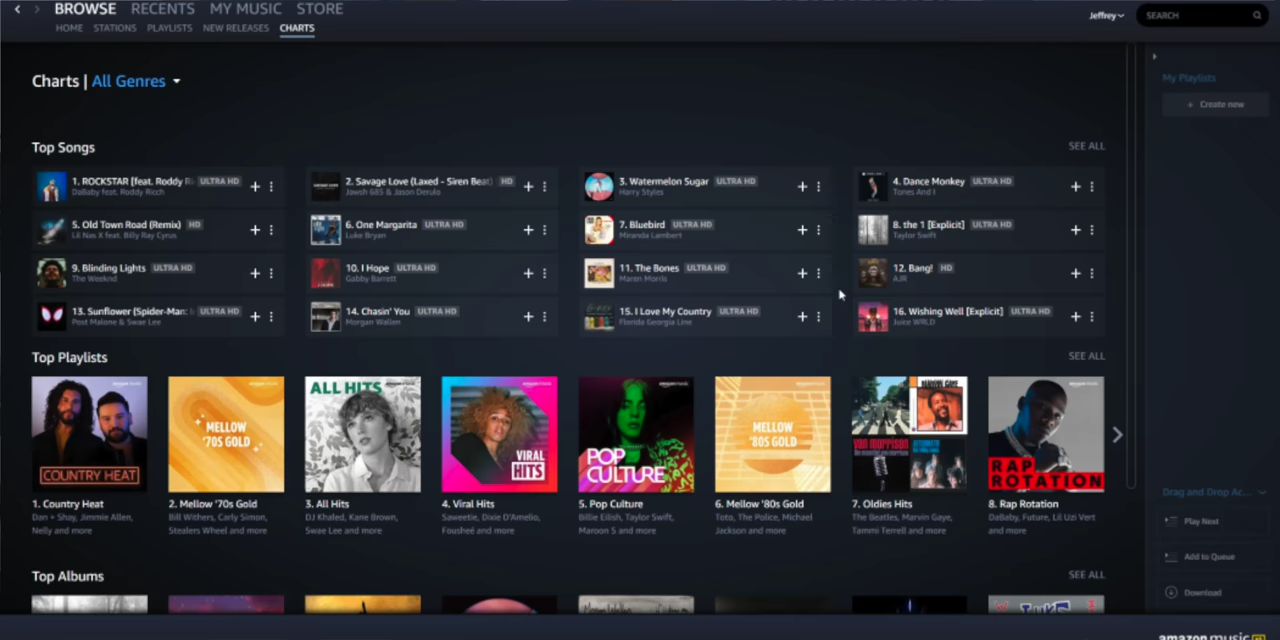 BROWSE RECENTS MY MUSIC STORE
Jeffrey
SEARCH
HOME STATIONS PLAYLISTS NEW RELEASES CHARTS
Charts | All Genres
My Playlists
+ Create new
Top Songs
SEE ALL
1. ROCKSTAR [feat. Roddy Ri ULTRA HD
DaBaby feat. Roddy Ricch
2. Savage Love (Laxed - Siren Beat) HD
Jawsh 685 & Jason Derulo
3. Watermelon Sugar ULTRA HD
Harry Styles
4. Dance Monkey ULTRA HD
Tones And I
5. Old Town Road (Remix) HD
Lil Nas X feat. Billy Ray Cyrus
6. One Margarita ULTRA HD
Luke Bryan
7. Bluebird ULTRA HD
Miranda Lambert
8. the 1 [Explicit] ULTRA HD
Taylor Swift
9. Blinding Lights ULTRA HD
The Weeknd
10. I Hope ULTRA HD
Gabby Barrett
11. The Bones ULTRA HD
Maren Morris
12. Bang! HD
AJR
13. Sunflower (Spider-Man: ULTRA HD
Post Malone & Swae Lee
14. Chasin' You ULTRA HD
Morgan Wallen
15. I Love My Country ULTRA HD
Florida Georgia Line
16. Wishing Well [Explicit] ULTRA HD
Juice WRLD
Top Playlists
SEE ALL
COUNTRY HEAT
MELLOW
'70S GOLD
ALL HITS
VIRAL
HITS
POP
CULTURE
MELLOW
'80S GOLD
MARVIN GAYE
van morrison
RAP
ROTATION
1. Country Heat
Dan + Shay, Jimmie Allen,
Nelly and more
2. Mellow '70s Gold
Bill Withers, Carly Simon,
Stealers Wheel and more
3. All Hits
DJ Khaled, Kane Brown,
Swae Lee and more
4. Viral Hits
Saweetie, Dixie D'Amelio,
Fousheé and more
5. Pop Culture
Billie Eilish, Taylor Swift,
Maroon 5 and more
6. Mellow '80s Gold
Toto, The Police, Michael
Jackson and more
7. Oldies Hits
The Beatles, Marvin Gaye,
Tammi Terrell and more
8. Rap Rotation
DaBaby, Future, Lil Uzi Vert
and more
Drag and Drop Ac...
Play Next
Add to Queue
Download
Top Albums
SEE ALL
amazon music